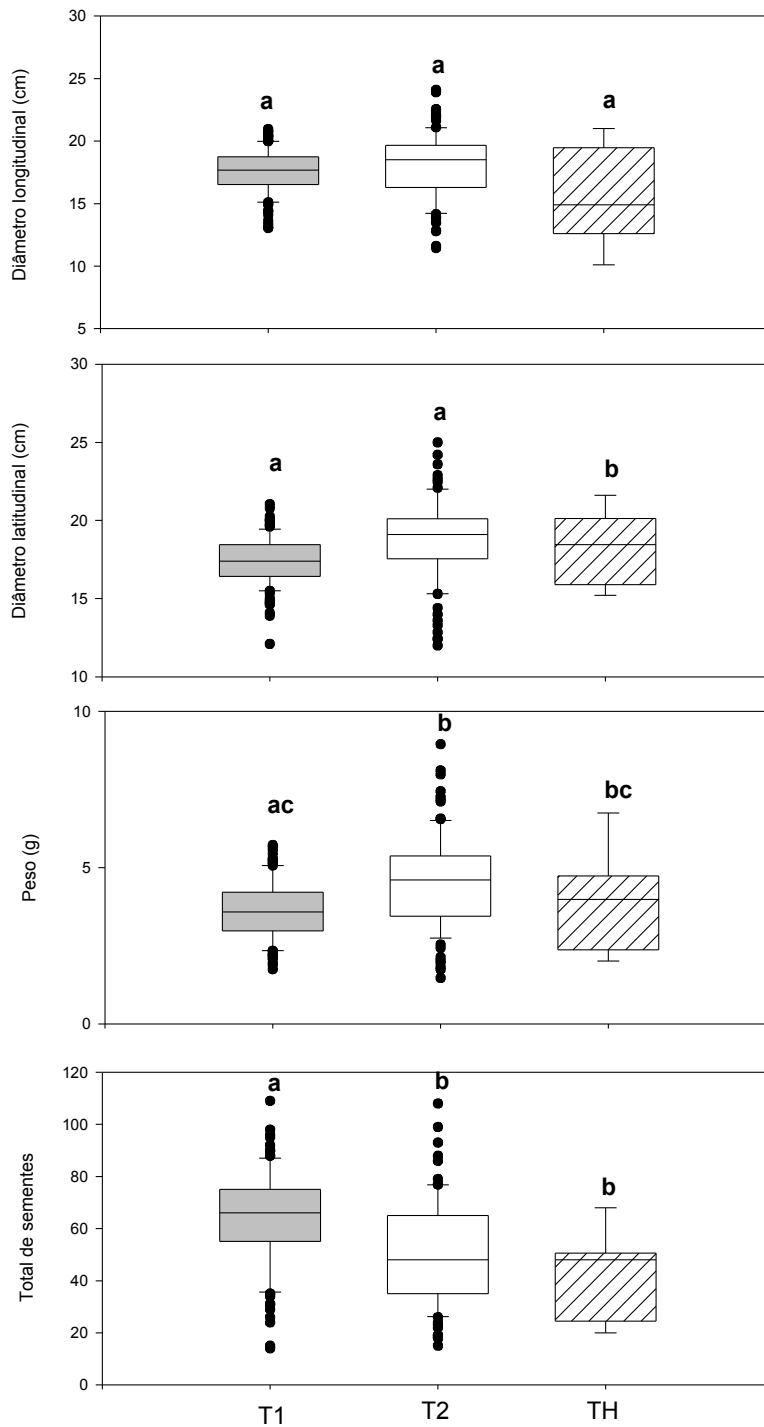 30
25
20
15
10
5
Diâmetro longitudinal (cm)
a
a
a
30
25
20
15
10
Diâmetro latitudinal (cm)
a
a
b
10
5
0
Peso (g)
ac
b
bc
120
100
80
60
40
20
0
Total de sementes
a
b
b
T1
T2
TH